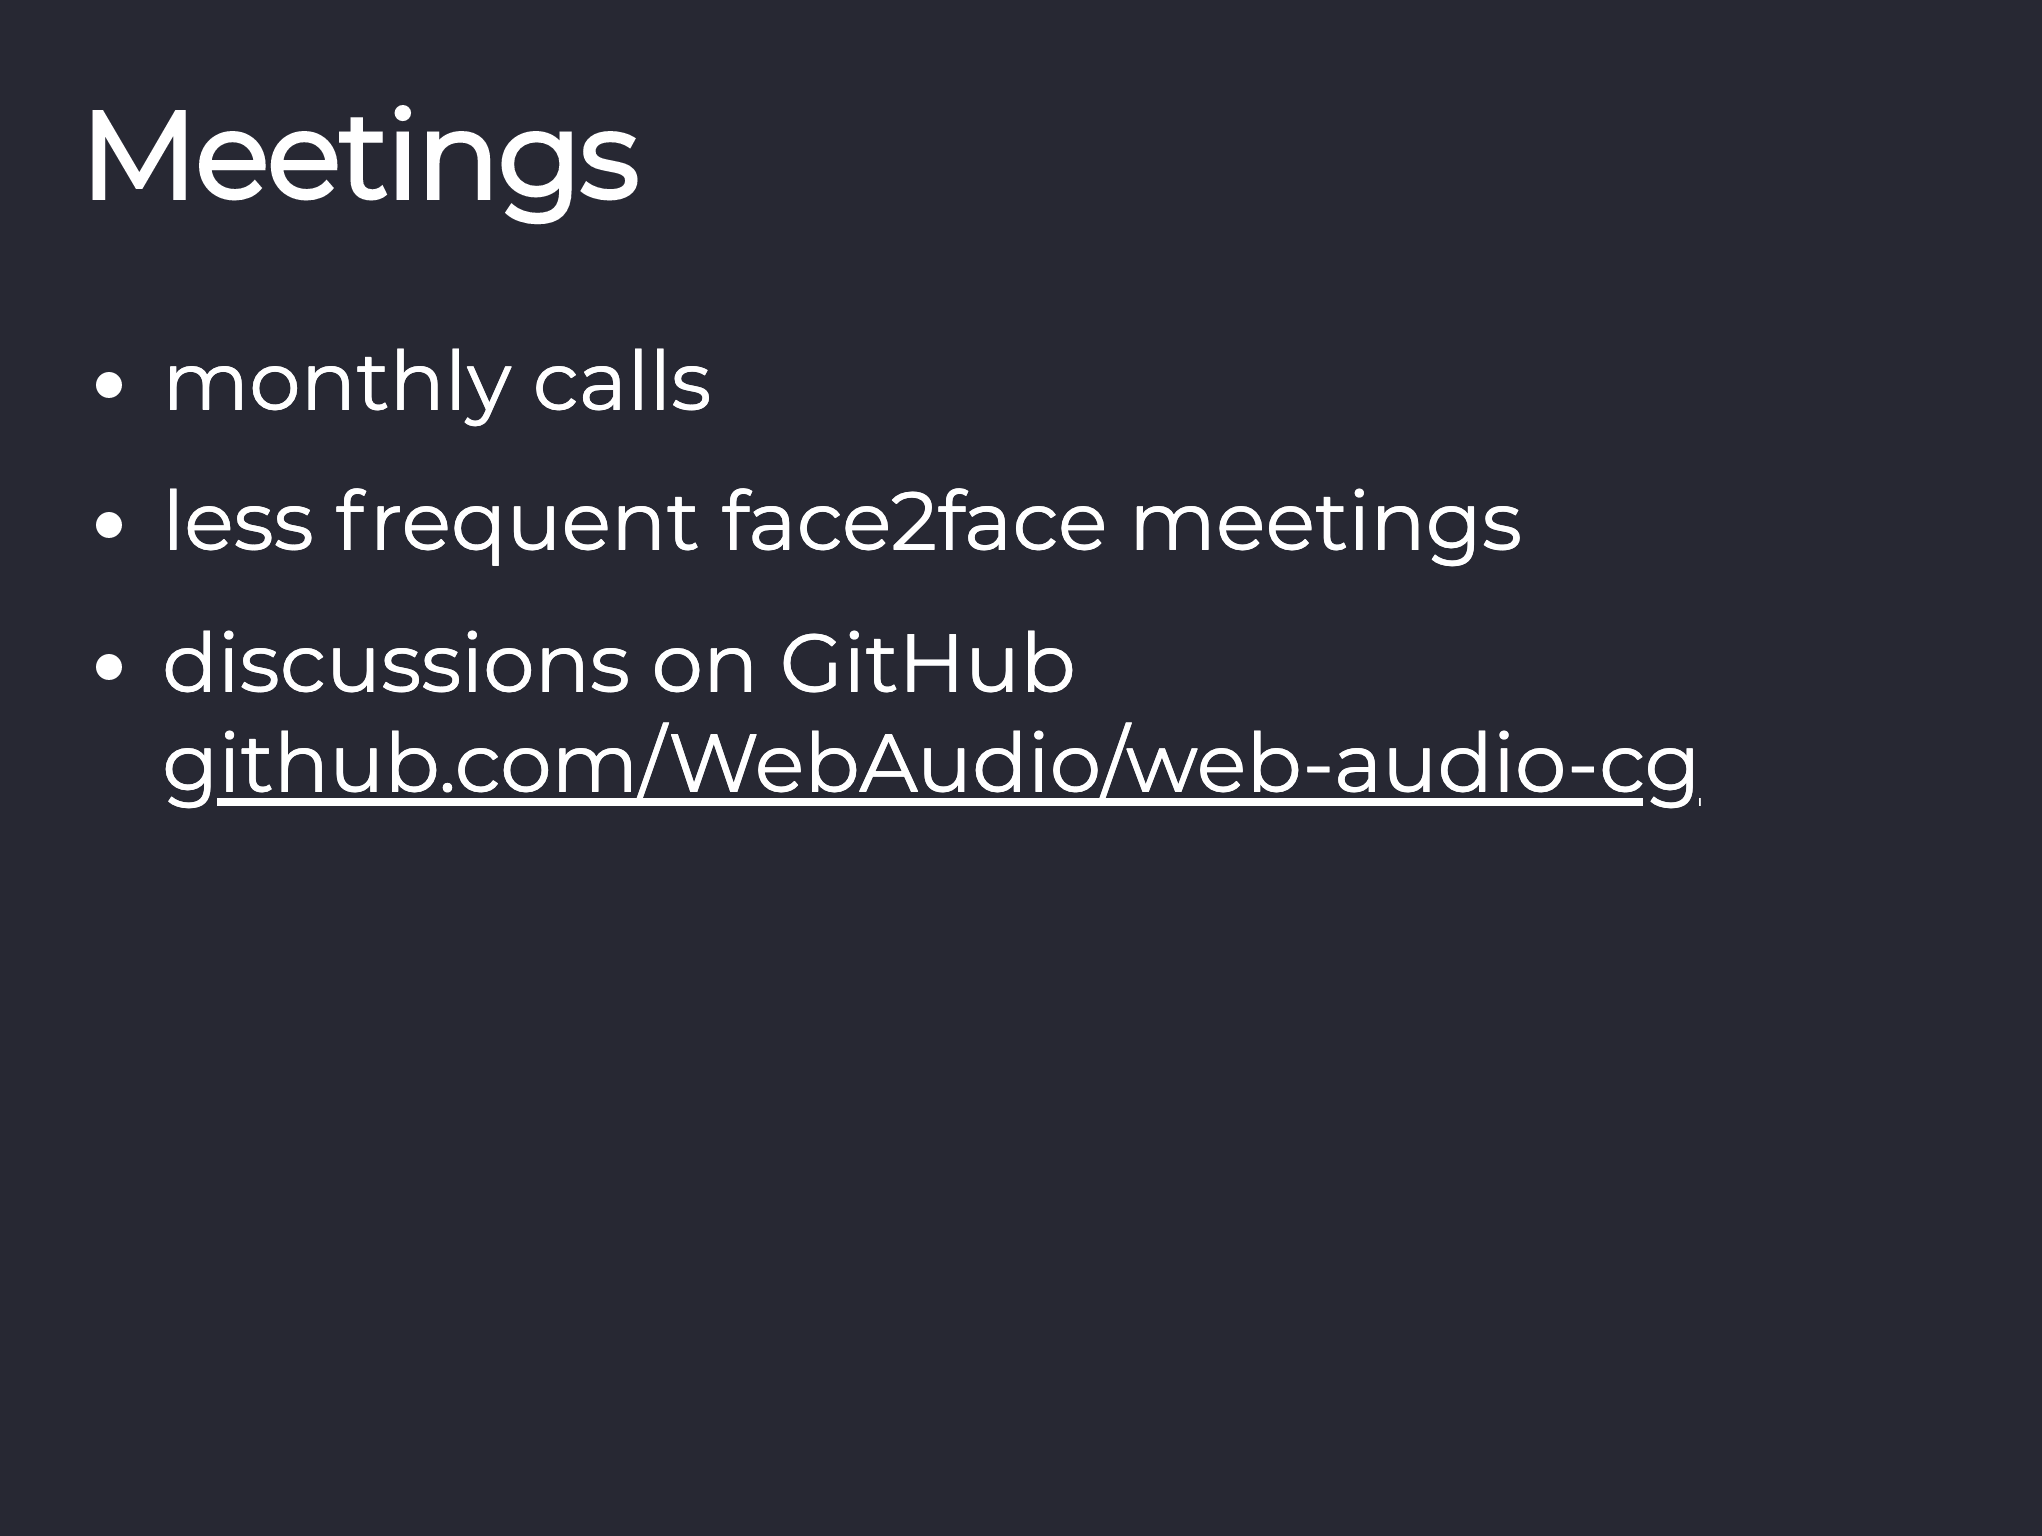 Meetings
• monthly calls
• less frequent face2face meetings
• discussions on GitHub
github.com/WebAudio/web-audio-cg